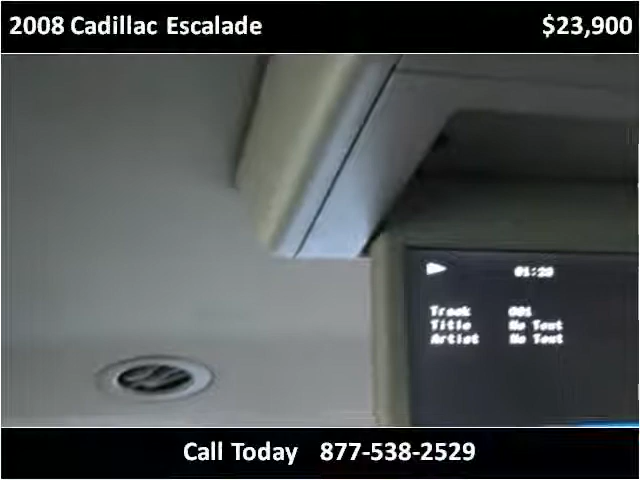 2008 Cadillac Escalade $23,900
01:20
Track 001
Title No Text
Artist No Text
Call Today 877-538-2529